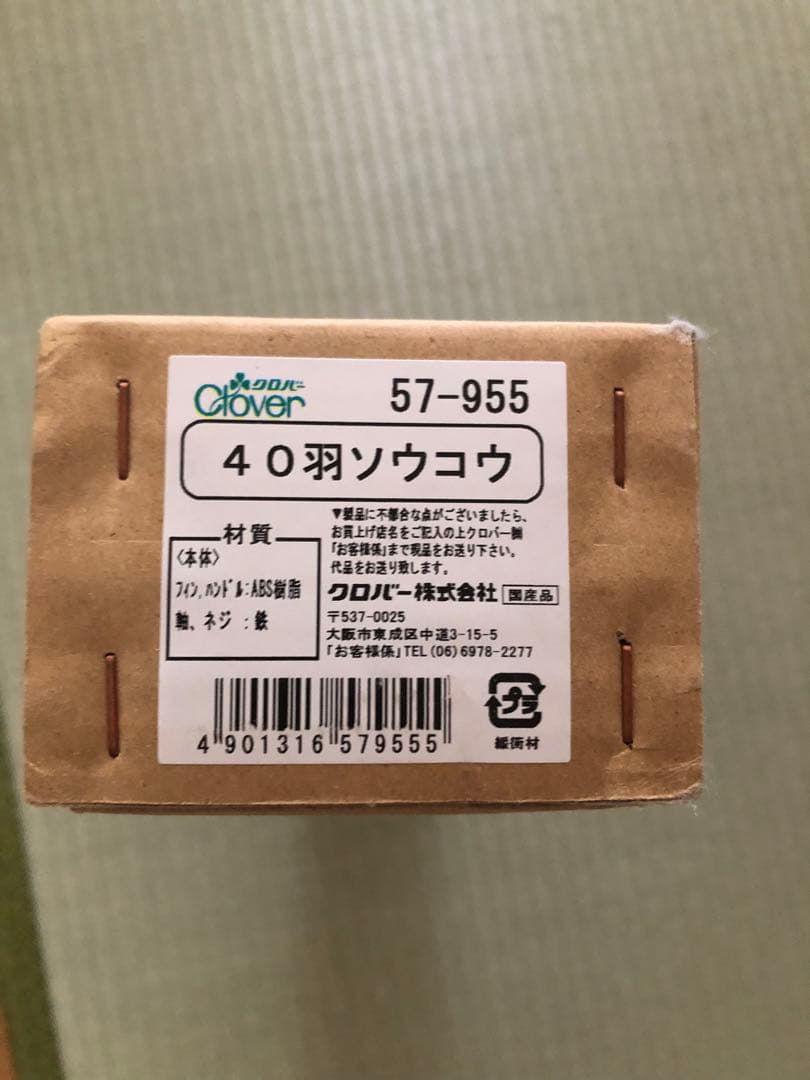 クロバー
Clover
57-955
40羽ソウコウ
材質
〈本体〉
フィン,ハンドル:ABS樹脂
軸、ネジ :鉄
▼製品に不都合な点がございましたら、
お買上げ店名をご記入の上クロバー㈱
「お客様係」まで現品をお送り下さい。
代品をお送り致します。
クロバー株式会社 国産品
〒537-0025
大阪市東成区中道3-15-5
「お客様係」TEL(06)6978-2277
4 901316 579555
プラ
緩衝材